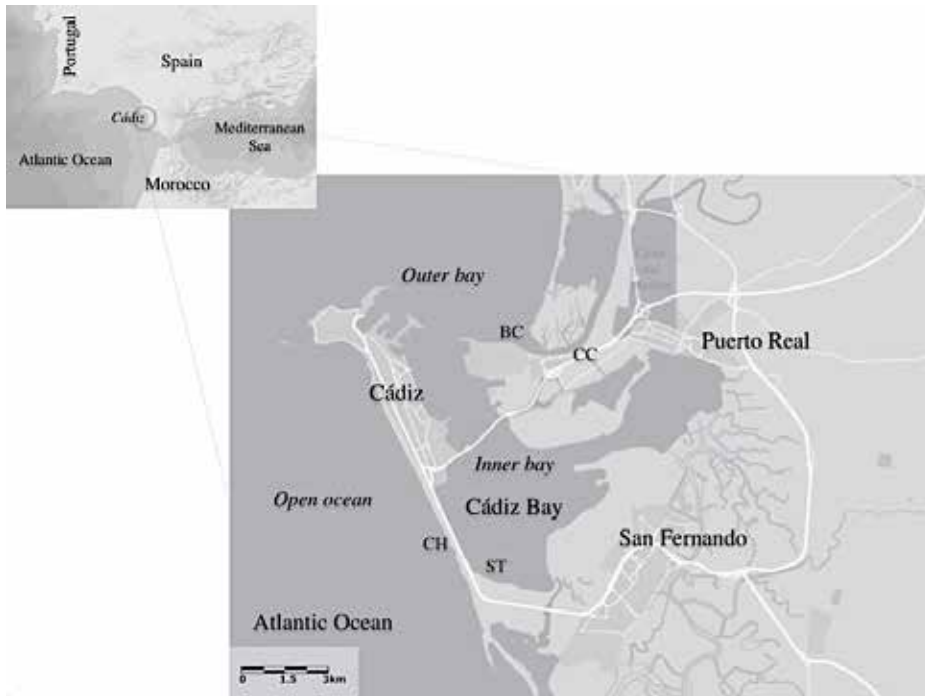 Portugal
Spain
Cádiz
Mediterranean
Sea
Atlantic Ocean
Morocco
Outer bay
BC
CC
Puerto Real
Cádiz
Inner bay
Open ocean
Cádiz Bay
San Fernando
CH
ST
Atlantic Ocean
0 1.5 3km